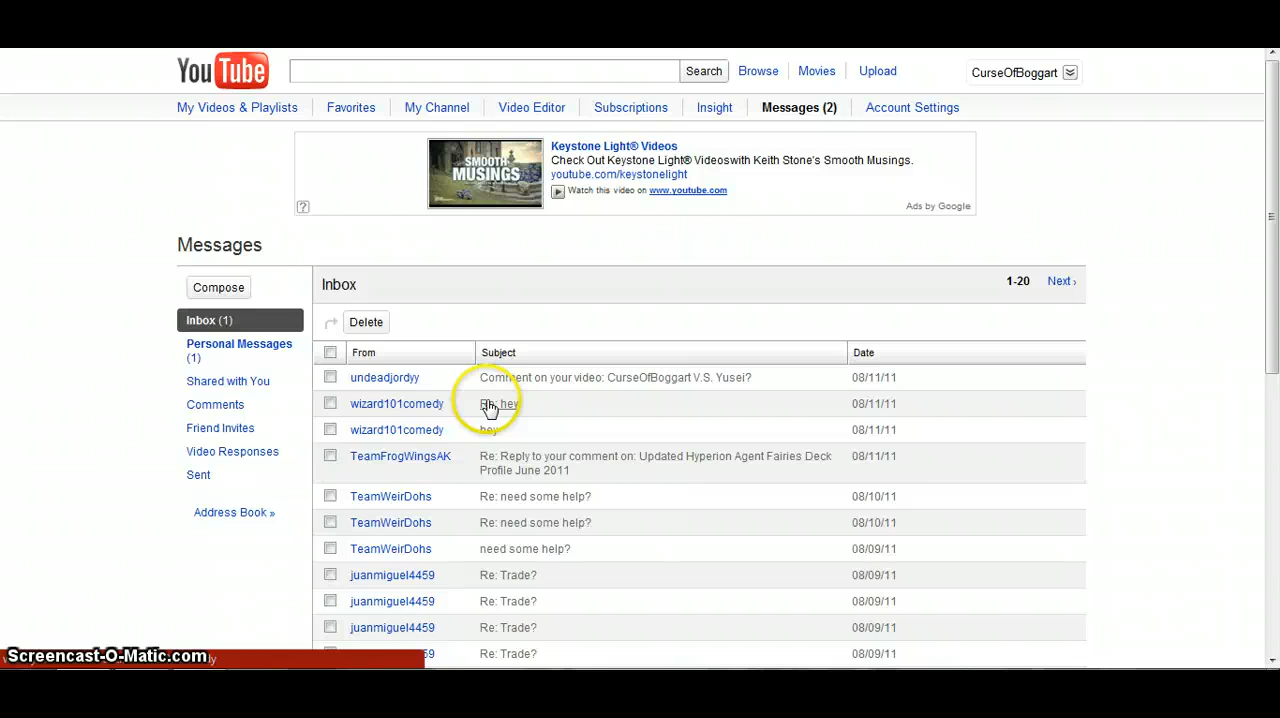 YouTube
Search Browse Movies Upload CurseOfBoggart
My Videos & Playlists Favorites My Channel Video Editor Subscriptions Insight Messages (2) Account Settings
SMOOTH
MUSINGS
Keystone Light® Videos
Check Out Keystone Light® Videoswith Keith Stone's Smooth Musings.
youtube.com/keystonelight
Watch this video on www.youtube.com
?
Ads by Google
Messages
Compose
Inbox (1)
Personal Messages
(1)
Shared with You
Comments
Friend Invites
Video Responses
Sent
Address Book »
Inbox 1-20 Next ›
Delete
From Subject Date
undeadjordyy Comment on your video: CurseOfBoggart V.S. Yusei? 08/11/11
wizard101comedy Re: hey 08/11/11
wizard101comedy hey 08/11/11
TeamFrogWingsAK Re: Reply to your comment on: Updated Hyperion Agent Fairies Deck 08/11/11
Profile June 2011
TeamWeirDohs Re: need some help? 08/10/11
TeamWeirDohs Re: need some help? 08/10/11
TeamWeirDohs need some help? 08/09/11
juanmiguel4459 Re: Trade? 08/09/11
juanmiguel4459 Re: Trade? 08/09/11
juanmiguel4459 Re: Trade? 08/09/11
59 Re: Trade? 08/09/11
Screencast-O-Matic.com